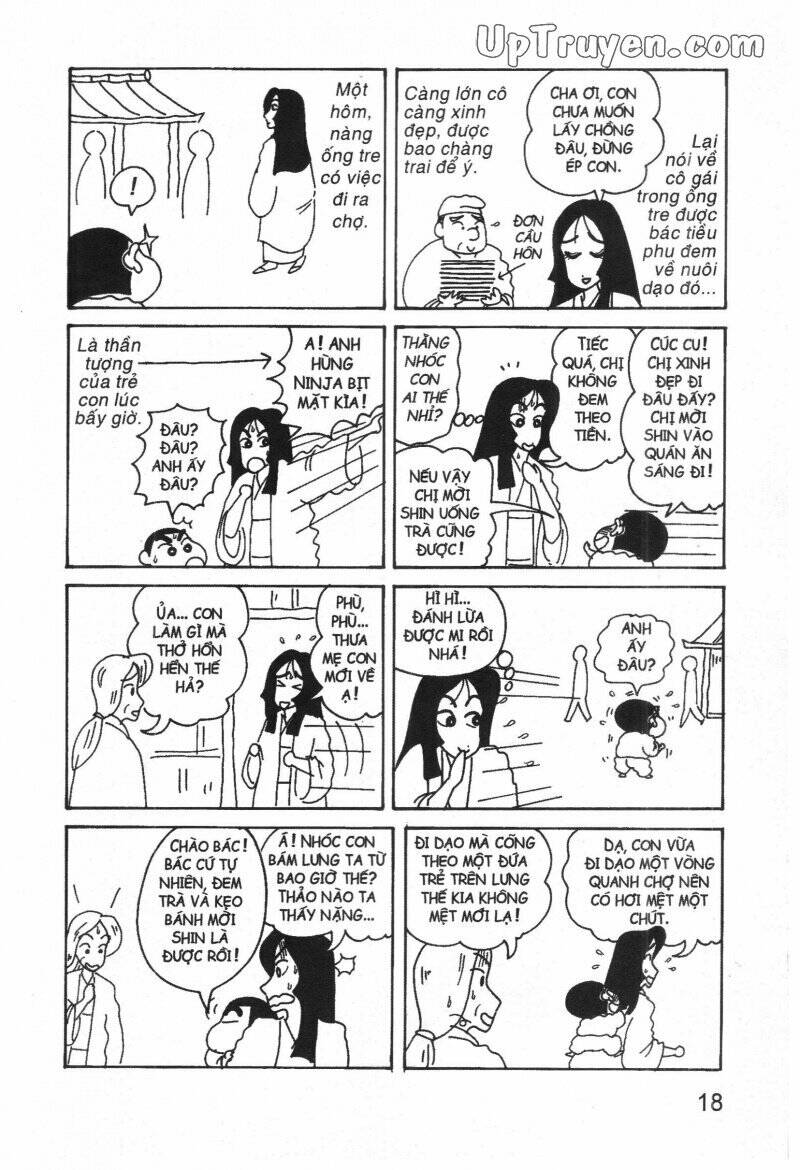 UpTruyen.com
Lại
nói về
cô gái
trong ống
tre được
bác tiều
phu đem
về nuôi
dạo đó...
CHA ƠI, CON
CHƯA MUỐN
LẤY CHỒNG
ĐÂU, ĐỪNG
ÉP CON.
Càng lớn cô
càng xinh
đẹp, được
bao chàng
trai để ý.
ĐƠN
CẦU
HÔN
Một
hôm,
nàng
ống tre
có việc
đi ra
chợ.
!
CÚC CU!
CHỊ XINH
ĐẸP ĐI
ĐÂU ĐẤY?
CHỊ MỜI
SHIN VÀO
QUÁN ĂN
SÁNG ĐI!
TIẾC
QUÁ, CHỊ
KHÔNG
ĐEM
THEO
TIỀN.
NẾU VẬY
CHỊ MỜI
SHIN UỐNG
TRÀ CŨNG
ĐƯỢC!
THẰNG
NHÓC
CON
AI THẾ
NHỈ?
A! ANH
HÙNG
NINJA BỊT
MẶT KÌA!
Là thần
tượng
của trẻ
con lúc
bấy giờ.
ĐÂU?
ĐÂU?
ANH ẤY
ĐÂU?
ANH
ẤY
ĐÂU?
HÌ HÌ...
ĐÁNH LỪA
ĐƯỢC MI RỒI
NHÁ!
PHÙ,
PHÙ...
THƯA
MẸ CON
MỚI VỀ
Ạ!
ỦA... CON
LÀM GÌ MÀ
THỞ HỔN
HỂN THẾ
HẢ?
DẠ, CON VỪA
ĐI DẠO MỘT VÒNG
QUANH CHỢ NÊN
CÓ HƠI MỆT MỘT
CHÚT.
ĐI DẠO MÀ CÕNG
THEO MỘT ĐỨA
TRẺ TRÊN LƯNG
THẾ KIA KHÔNG
MỆT MỚI LẠ!
Á! NHÓC CON
BÁM LƯNG TA TỪ
BAO GIỜ THẾ?
THẢO NÀO TA
THẤY NẶNG...
CHÀO BÁC!
BÁC CỨ TỰ
NHIÊN, ĐEM
TRÀ VÀ KẸO
BÁNH MỜI
SHIN LÀ
ĐƯỢC RỒI!
18